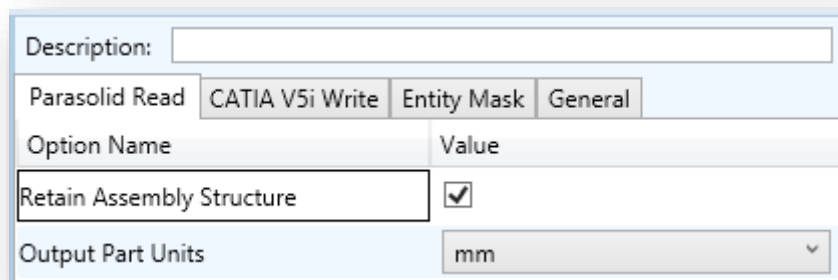 Description:
Parasolid Read CATIA V5i Write Entity Mask General
Option Name Value
Retain Assembly Structure
Output Part Units mm